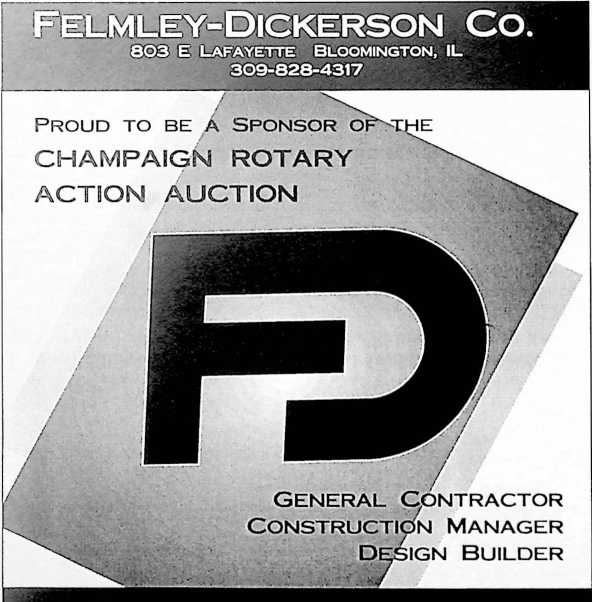 FELMLEY-DICKERSON CO.
803 E LAFAYETTE BLOOMINGTON, IL
309-828-4317
PROUD TO BE A SPONSOR OF THE
CHAMPAIGN ROTARY
ACTION AUCTION
FD
GENERAL CONTRACTOR
CONSTRUCTION MANAGER
DESIGN BUILDER